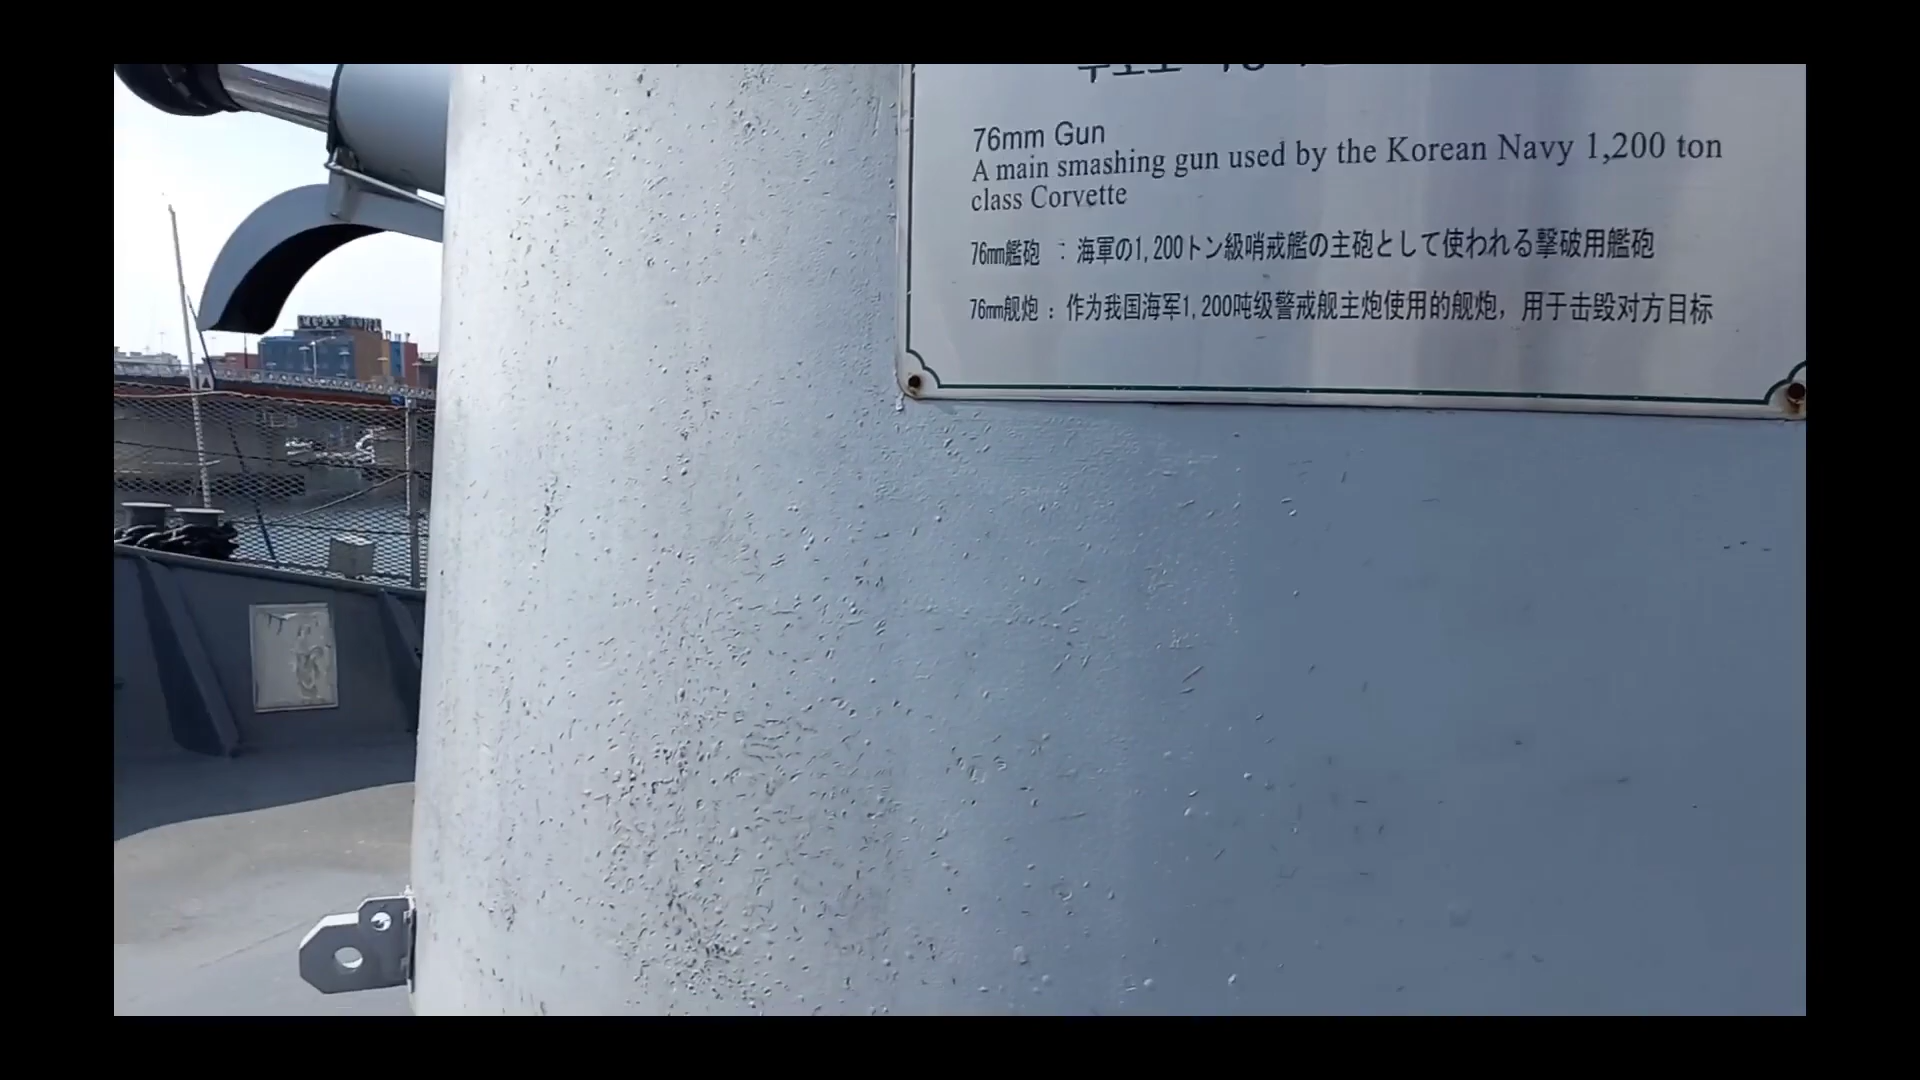 76mm Gun
A main smashing gun used by the Korean Navy 1,200 ton
class Corvette
76mm艦砲 : 海軍の1,200トン級哨戒艦の主砲として使われる撃破用艦砲
76mm舰炮 : 作为我国海军1,200吨级警戒舰主炮使用的舰炮，用于击毁对方目标